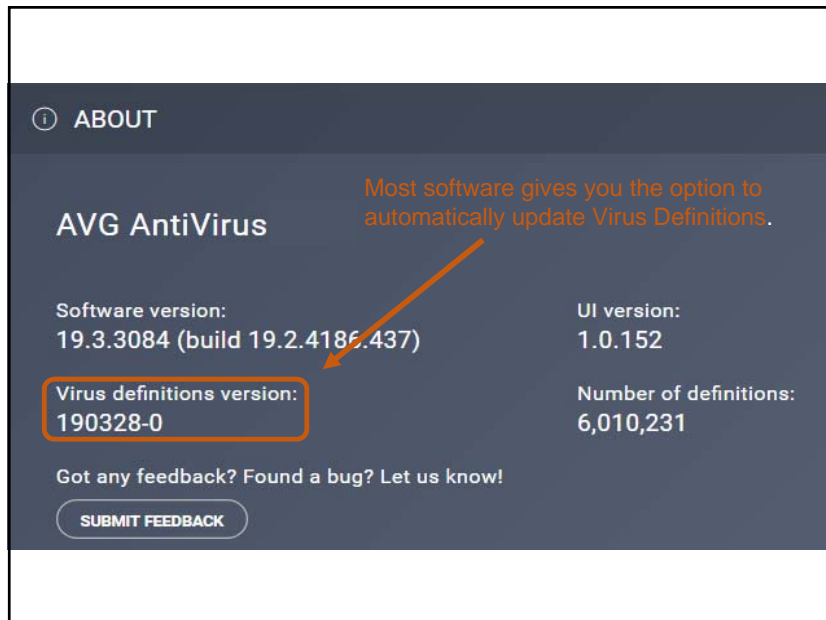 ABOUT
Most software gives you the option to
automatically update Virus Definitions.
AVG AntiVirus
Software version:
19.3.3084 (build 19.2.4186.437)
UI version:
1.0.152
Virus definitions version:
190328-0
Number of definitions:
6,010,231
Got any feedback? Found a bug? Let us know!
SUBMIT FEEDBACK